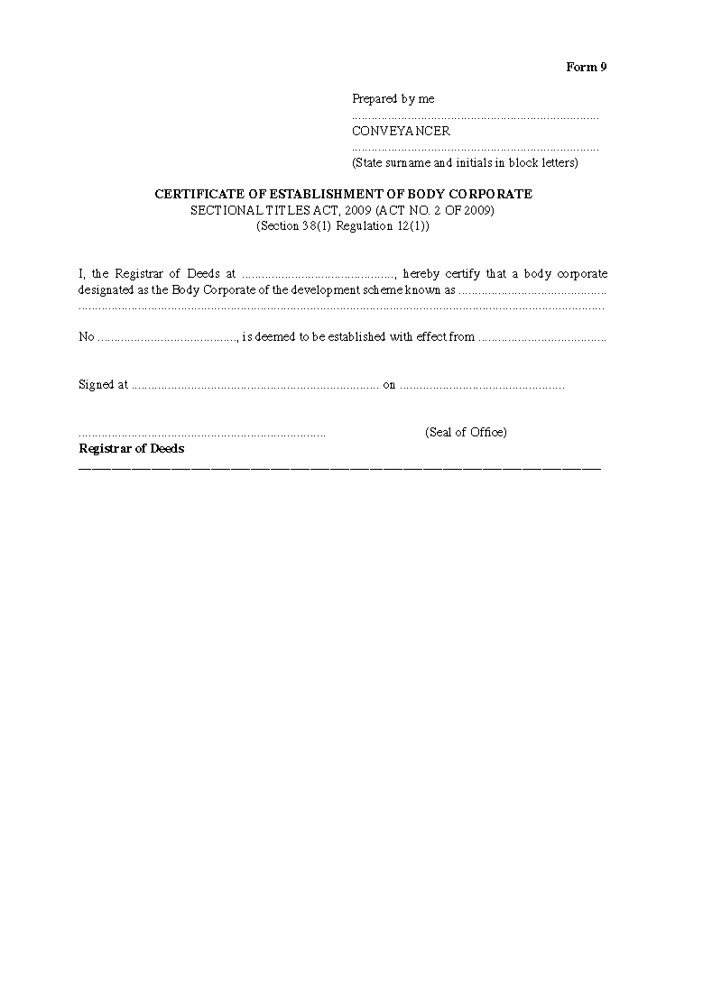 Form 9
Prepared by me
............................................................................
CONVEYANCER
............................................................................
(State surname and initials in block letters)
CERTIFICATE OF ESTABLISHMENT OF BODY CORPORATE
SECTIONAL TITLES ACT, 2009 (ACT NO. 2 OF 2009)
(Section 38(1) Regulation 12(1))
I, the Registrar of Deeds at ..............................................., hereby certify that a body corporate
designated as the Body Corporate of the development scheme known as .............................................
.................................................................................................................................................................
No .........................................., is deemed to be established with effect from .......................................
Signed at ........................................................................... on ..................................................
...........................................................................  (Seal of Office)
Registrar of Deeds
_______________________________________________________________________________